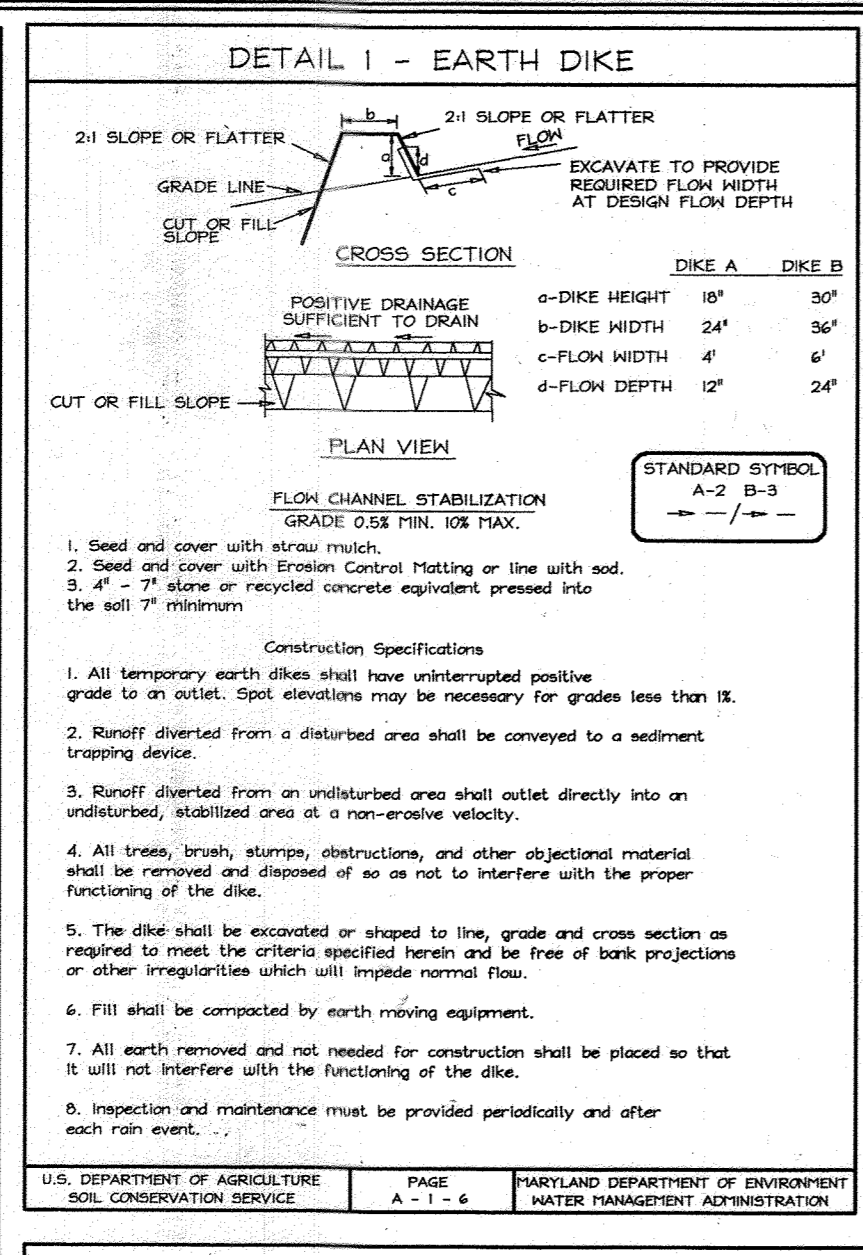 DETAIL 1 - EARTH DIKE
b
2:1 SLOPE OR FLATTER
2:1 SLOPE OR FLATTER
FLOW
a
d
c
EXCAVATE TO PROVIDE
REQUIRED FLOW WIDTH
AT DESIGN FLOW DEPTH
GRADE LINE
CUT OR FILL
SLOPE
CROSS SECTION
DIKE A DIKE B
a-DIKE HEIGHT 18" 30"
b-DIKE WIDTH 24" 36"
c-FLOW WIDTH 4' 6'
d-FLOW DEPTH 12" 24"
POSITIVE DRAINAGE
SUFFICIENT TO DRAIN
CUT OR FILL SLOPE
PLAN VIEW
STANDARD SYMBOL
A-2 B-3
/
FLOW CHANNEL STABILIZATION
GRADE 0.5% MIN. 10% MAX.
1. Seed and cover with straw mulch.
2. Seed and cover with Erosion Control Matting or line with sod.
3. 4" - 7" stone or recycled concrete equivalent pressed into
the soil 7" minimum
Construction Specifications
1. All temporary earth dikes shall have uninterrupted positive
grade to an outlet. Spot elevations may be necessary for grades less than 1%.
2. Runoff diverted from a disturbed area shall be conveyed to a sediment
trapping device.
3. Runoff diverted from an undisturbed area shall outlet directly into an
undisturbed, stabilized area at a non-erosive velocity.
4. All trees, brush, stumps, obstructions, and other objectional material
shall be removed and disposed of so as not to interfere with the proper
functioning of the dike.
5. The dike shall be excavated or shaped to line, grade and cross section as
required to meet the criteria specified herein and be free of bank projections
or other irregularities which will impede normal flow.
6. Fill shall be compacted by earth moving equipment.
7. All earth removed and not needed for construction shall be placed so that
it will not interfere with the functioning of the dike.
8. Inspection and maintenance must be provided periodically and after
each rain event.
U.S. DEPARTMENT OF AGRICULTURE
SOIL CONSERVATION SERVICE
PAGE
A - 1 - 6
MARYLAND DEPARTMENT OF ENVIRONMENT
WATER MANAGEMENT ADMINISTRATION